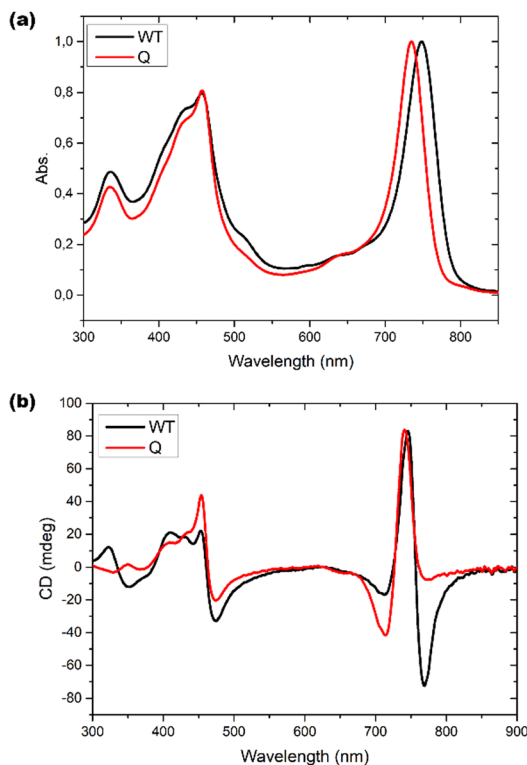 (a)
WT
Q
Abs.
1,0
0,8
0,6
0,4
0,2
0,0
300 400 500 600 700 800
Wavelength (nm)
(b)
WT
Q
CD (mdeg)
100
80
60
40
20
0
-20
-40
-60
-80
300 400 500 600 700 800 900
Wavelength (nm)